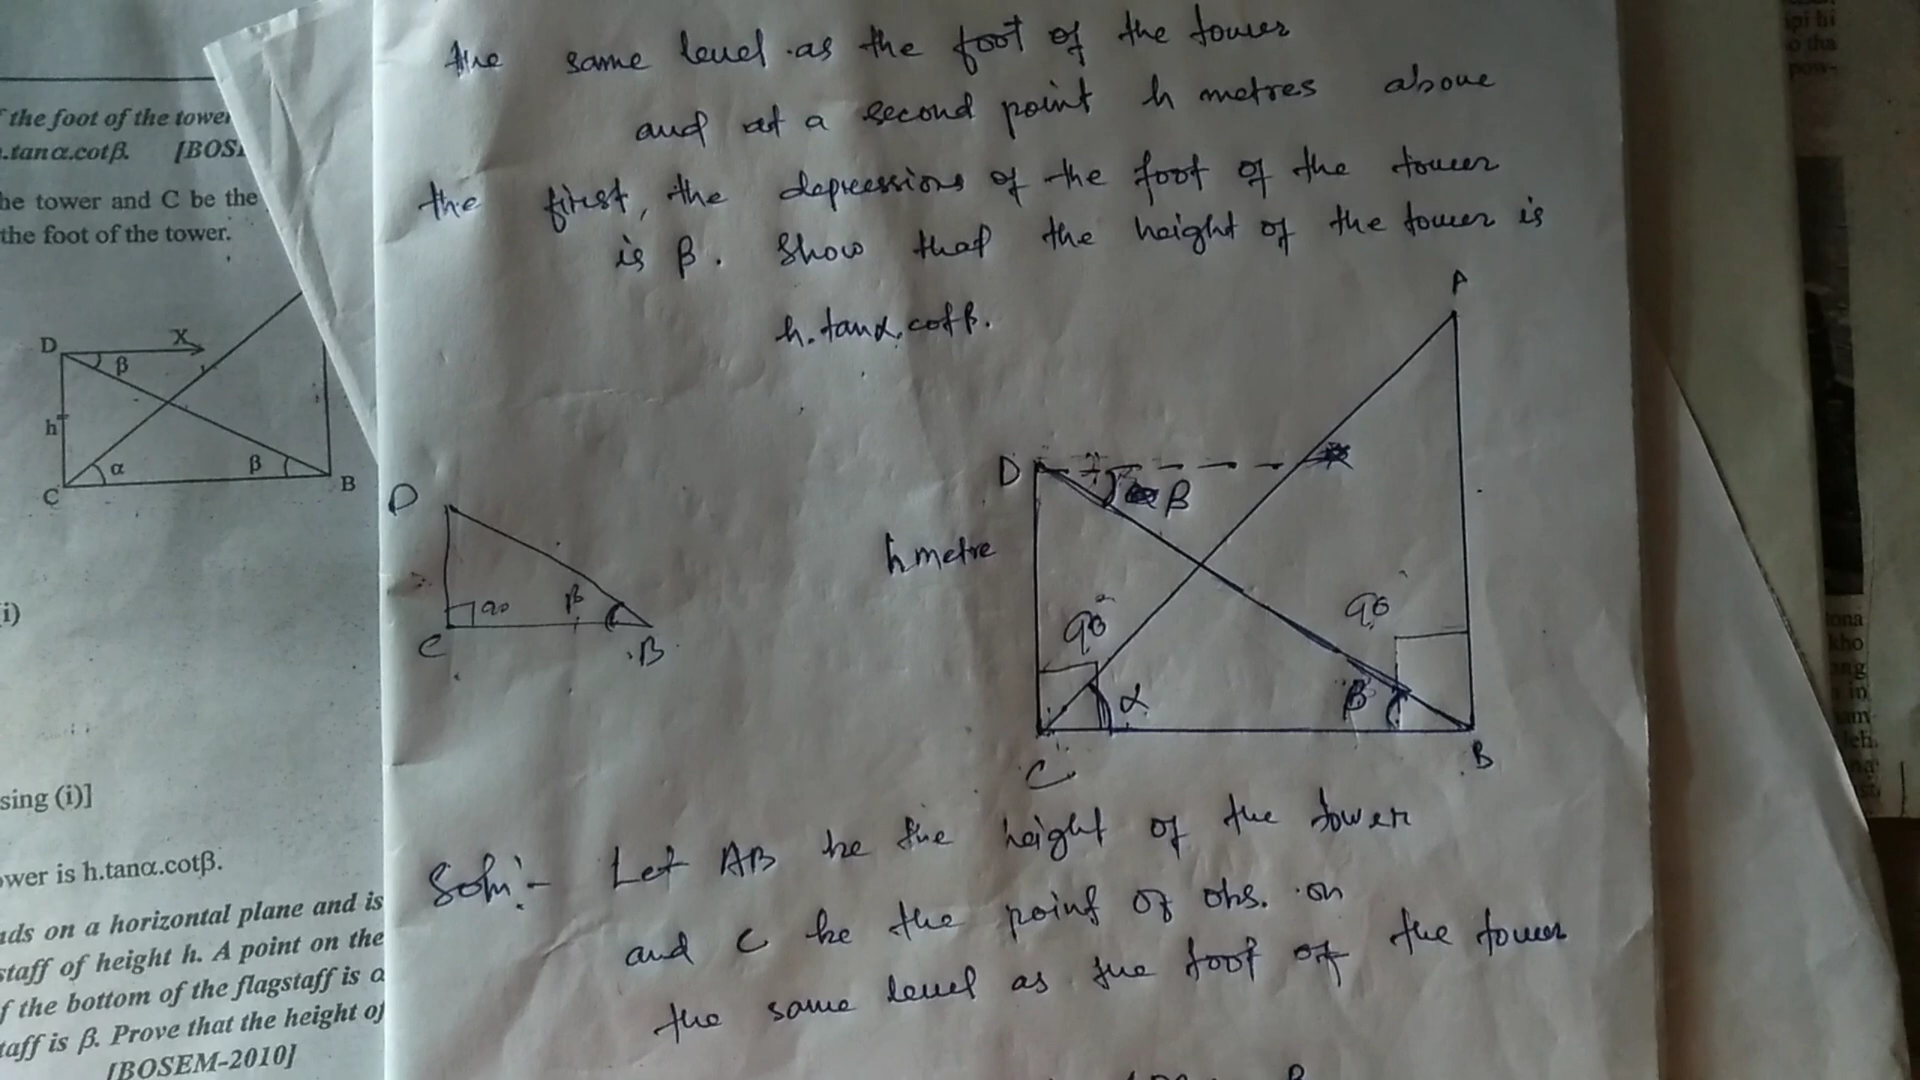 the foot of the tower
.tanα.cotβ. [BOS
he tower and C be the
the foot of the tower.
D
X
β
h
α
β
C
B
i)
sing (i)]
ower is h.tanα.cotβ.
nds on a horizontal plane and is
staff of height h. A point on the
f the bottom of the flagstaff is α
taff is β. Prove that the height of
[BOSEM-2010]
the same level as the foot of the tower
and at a second point h metres above
the first, the depressions of the foot of the tower
is β. Show that the height of the tower is
h.tanα.cotβ.
A
D
β
h metre
90°
90°
α
β
C
B
D
90
β
C
B
Soln:- Let AB be the height of the tower
and C be the point of obs. on
the same level as the foot of the tower